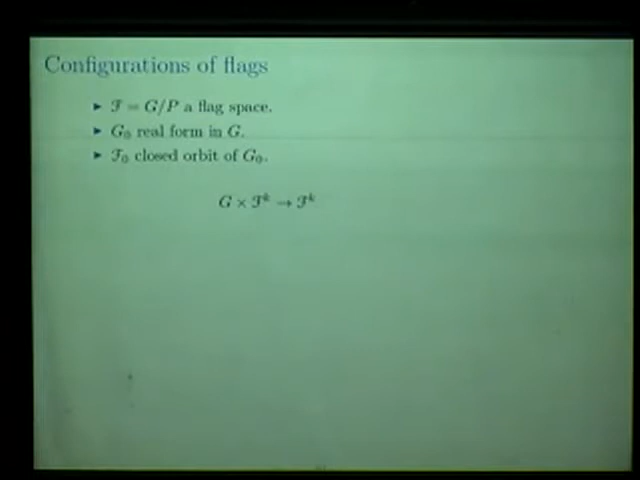 Configurations of flags
► ℱ = G/P a flag space.
► G₀ real form in G.
► ℱ₀ closed orbit of G₀.
G × ℱᵏ → ℱᵏ